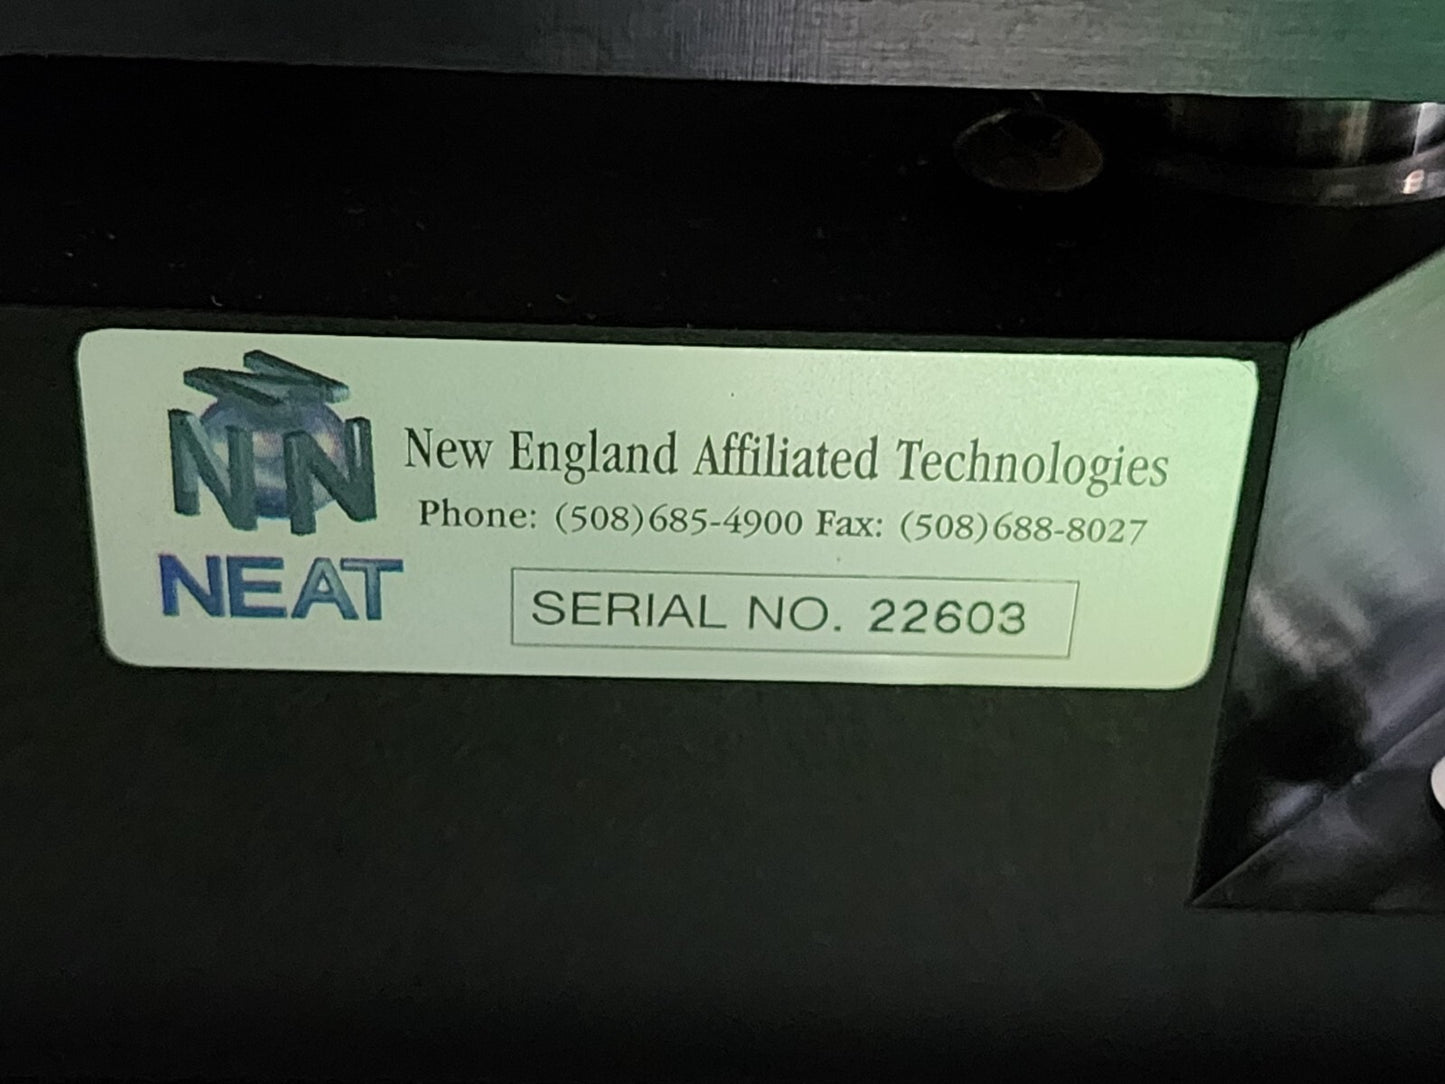 New England Affiliated Technologies
Phone: (508)685-4900 Fax: (508)688-8027
NEAT
SERIAL NO. 22603